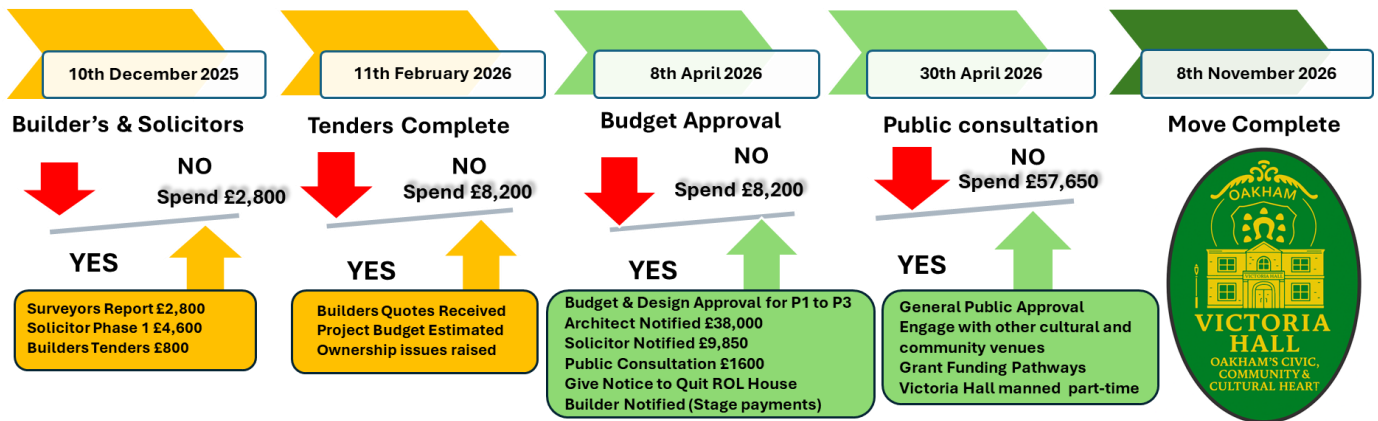 10th December 2025
11th February 2026
8th April 2026
30th April 2026
8th November 2026
Builder's & Solicitors
NO
Spend £2,800
YES
Surveyors Report £2,800
Solicitor Phase 1 £4,600
Builders Tenders £800
Tenders Complete
NO
Spend £8,200
YES
Builders Quotes Received
Project Budget Estimated
Ownership issues raised
Budget Approval
NO
Spend £8,200
YES
Budget & Design Approval for P1 to P3
Architect Notified £38,000
Solicitor Notified £9,850
Public Consultation £1600
Give Notice to Quit ROL House
Builder Notified (Stage payments)
Public consultation
NO
Spend £57,650
YES
General Public Approval
Engage with other cultural and
community venues
Grant Funding Pathways
Victoria Hall manned part-time
Move Complete
OAKHAM
VICTORIA HALL
VICTORIA
HALL
OAKHAM'S CIVIC,
COMMUNITY &
CULTURAL HEART